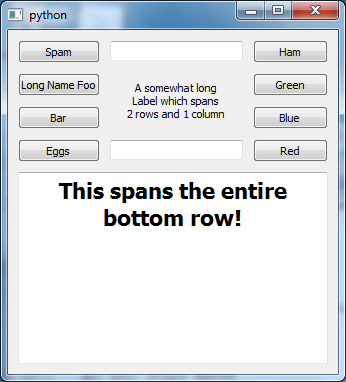 python
Spam
Ham
Long Name Foo
A somewhat long
Label which spans
2 rows and 1 column
Green
Bar
Blue
Eggs
Red
This spans the entire
bottom row!